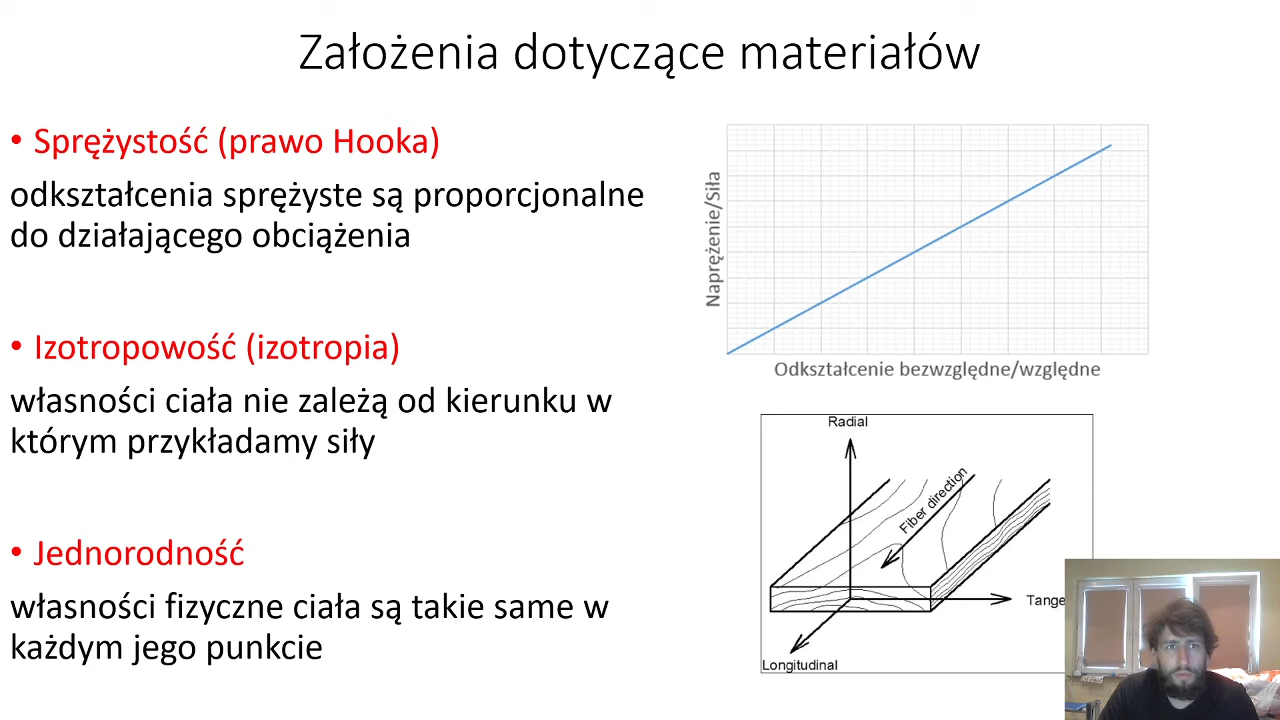 Założenia dotyczące materiałów
• Sprężystość (prawo Hooka)
odkształcenia sprężyste są proporcjonalne
do działającego obciążenia
• Izotropowość (izotropia)
własności ciała nie zależą od kierunku w
którym przykładamy siły
• Jednorodność
własności fizyczne ciała są takie same w
każdym jego punkcie
Naprężenie/Siła
Odkształcenie bezwzględne/względne
Radial
Fiber direction
Tange
Longitudinal